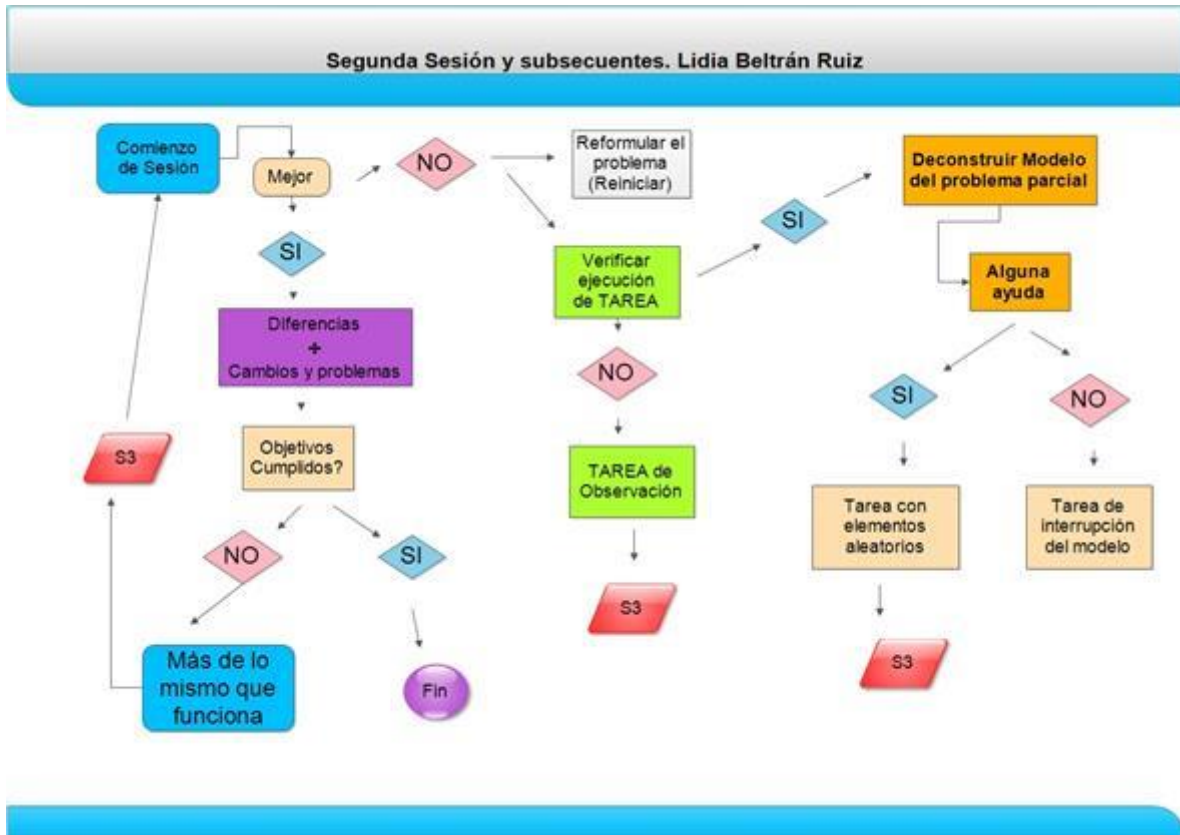 Segunda Sesión y subsecuentes. Lidia Beltrán Ruiz
Comienzo
de Sesión
Mejor
NO
Reformular el
problema
(Reiniciar)
Deconstruir Modelo
del problema parcial
SI
SI
Verificar
ejecución
de TAREA
Alguna
ayuda
Diferencias
+
Cambios y problemas
NO
SI
NO
S3
Objetivos
Cumplidos?
TAREA de
Observación
Tarea con
elementos
aleatorios
Tarea de
interrupción
del modelo
NO
SI
S3
S3
Más de lo
mismo que
funciona
Fin